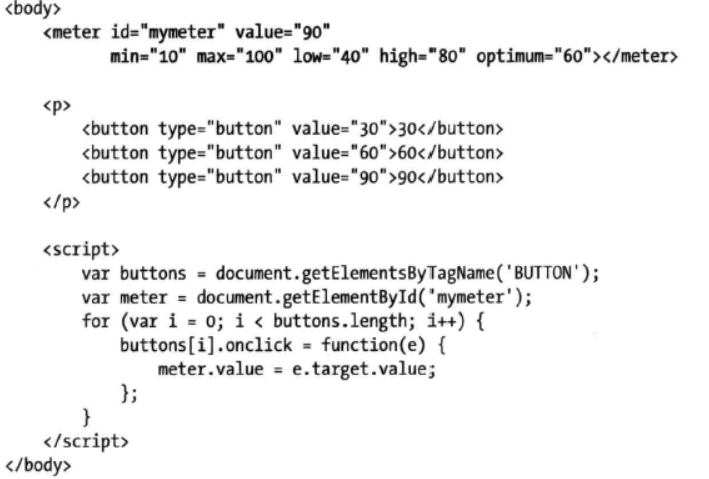 <body>
<meter id="mymeter" value="90"
min="10" max="100" low="40" high="80" optimum="60"></meter>
<p>
<button type="button" value="30">30</button>
<button type="button" value="60">60</button>
<button type="button" value="90">90</button>
</p>
<script>
var buttons = document.getElementsByTagName('BUTTON');
var meter = document.getElementById('mymeter');
for (var i = 0; i < buttons.length; i++) {
buttons[i].onclick = function(e) {
meter.value = e.target.value;
};
}
</script>
</body>